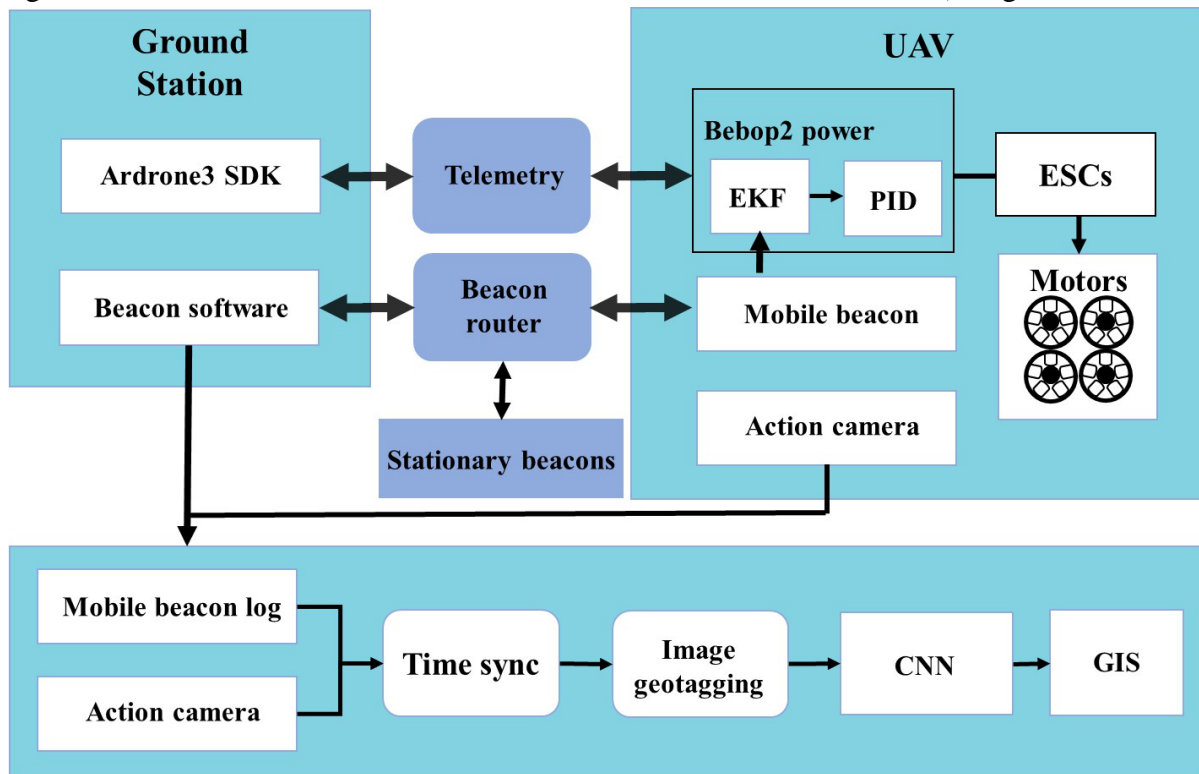 Ground
Station
UAV
Ardrone3 SDK
Telemetry
Bebop2 power
EKF
PID
ESCs
Beacon software
Beacon
router
Mobile beacon
Motors
Stationary beacons
Action camera
Mobile beacon log
Action camera
Time sync
Image
geotagging
CNN
GIS